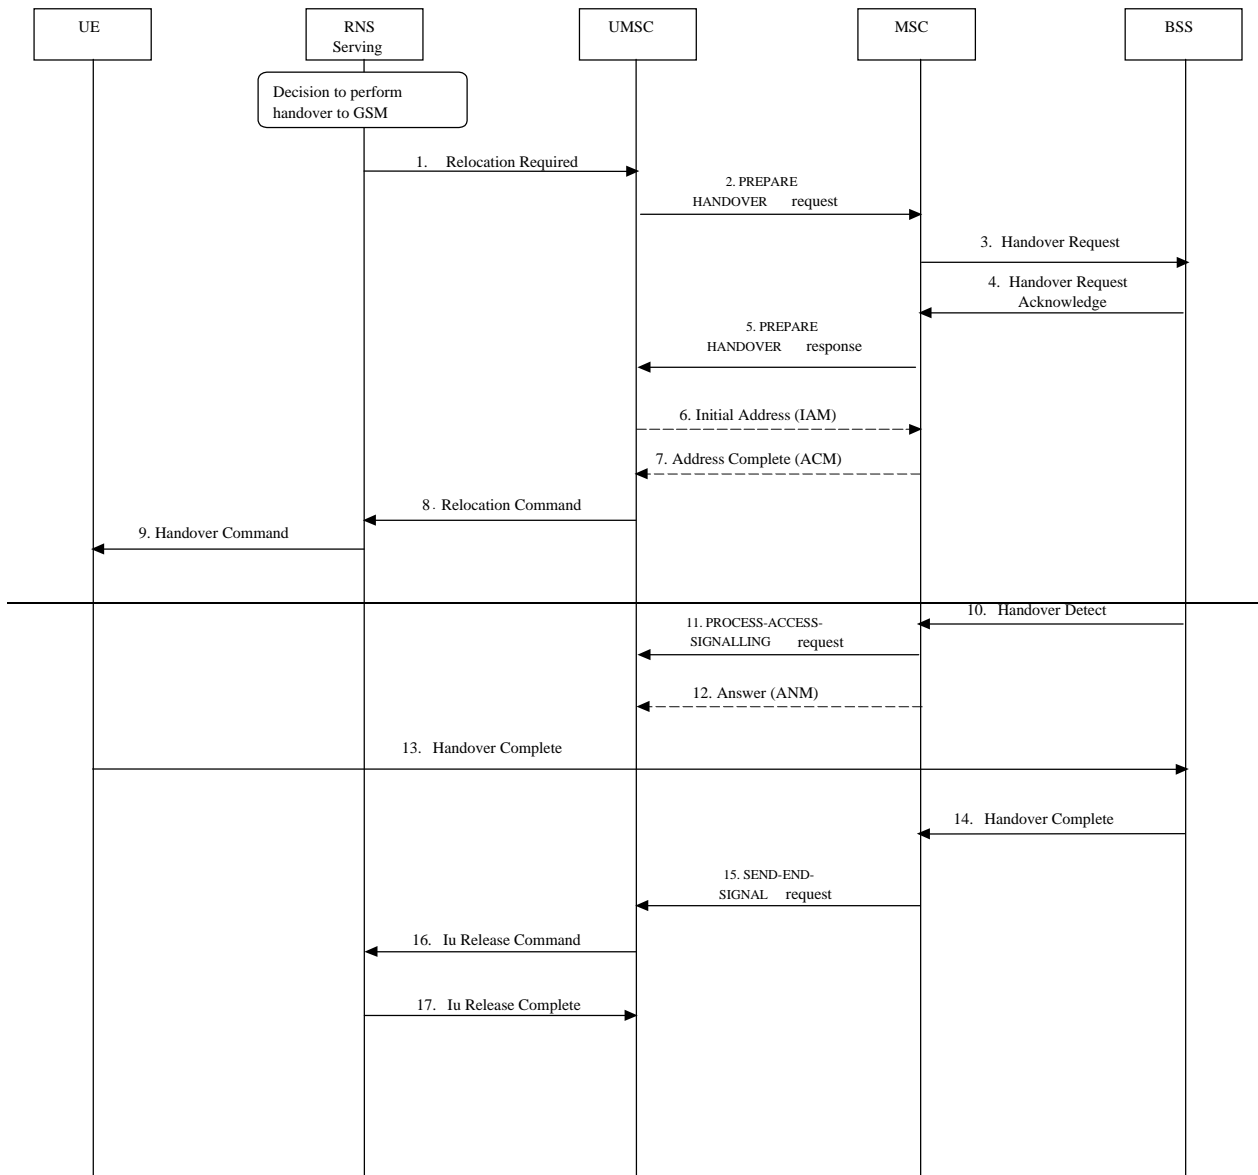 UE
RNS
Serving
UMSC
MSC
BSS
Decision to perform
handover to GSM
1. Relocation Required
2. PREPARE
HANDOVER request
3. Handover Request
4. Handover Request
Acknowledge
5. PREPARE
HANDOVER response
6. Initial Address (IAM)
7. Address Complete (ACM)
8. Relocation Command
9. Handover Command
10. Handover Detect
11. PROCESS-ACCESS-
SIGNALLING request
12. Answer (ANM)
13. Handover Complete
14. Handover Complete
15. SEND-END-
SIGNAL request
16. Iu Release Command
17. Iu Release Complete